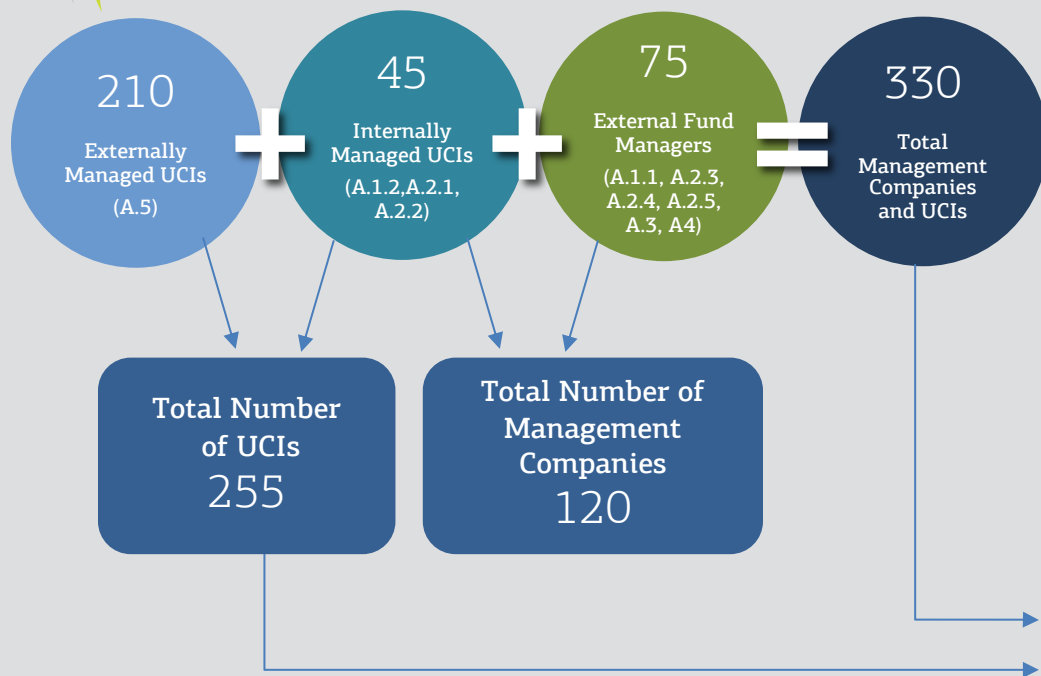 210
Externally
Managed UCIs
(A.5)
45
Internally
Managed UCIs
(A.1.2,A.2.1,
A.2.2)
75
External Fund
Managers
(A.1.1, A.2.3,
A.2.4, A.2.5,
A.3, A4)
330
Total
Management
Companies
and UCIs
Total Number
of UCIs
255
Total Number of
Management
Companies
120